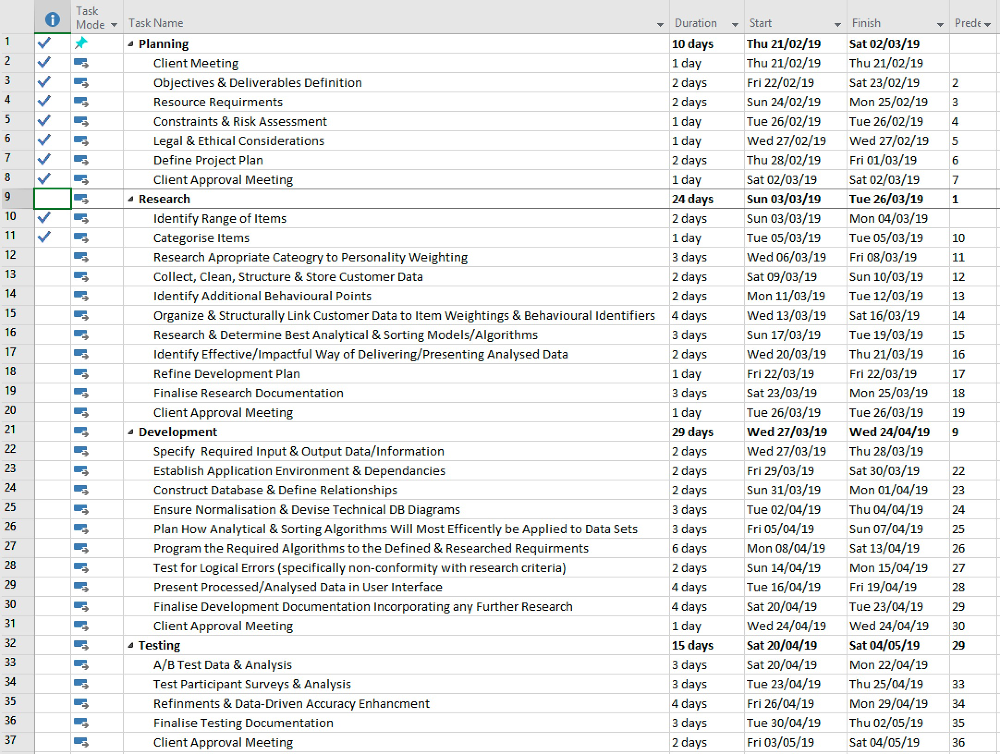 Task Mode Task Name Duration Start Finish Prede
1 Planning 10 days Thu 21/02/19 Sat 02/03/19
2 Client Meeting 1 day Thu 21/02/19 Thu 21/02/19
3 Objectives & Deliverables Definition 2 days Fri 22/02/19 Sat 23/02/19 2
4 Resource Requirments 2 days Sun 24/02/19 Mon 25/02/19 3
5 Constraints & Risk Assessment 1 day Tue 26/02/19 Tue 26/02/19 4
6 Legal & Ethical Considerations 1 day Wed 27/02/19 Wed 27/02/19 5
7 Define Project Plan 2 days Thu 28/02/19 Fri 01/03/19 6
8 Client Approval Meeting 1 day Sat 02/03/19 Sat 02/03/19 7
9 Research 24 days Sun 03/03/19 Tue 26/03/19 1
10 Identify Range of Items 2 days Sun 03/03/19 Mon 04/03/19
11 Categorise Items 1 day Tue 05/03/19 Tue 05/03/19 10
12 Research Apropriate Cateogry to Personality Weighting 3 days Wed 06/03/19 Fri 08/03/19 11
13 Collect, Clean, Structure & Store Customer Data 2 days Sat 09/03/19 Sun 10/03/19 12
14 Identify Additional Behavioural Points 2 days Mon 11/03/19 Tue 12/03/19 13
15 Organize & Structurally Link Customer Data to Item Weightings & Behavioural Identifiers 4 days Wed 13/03/19 Sat 16/03/19 14
16 Research & Determine Best Analytical & Sorting Models/Algorithms 3 days Sun 17/03/19 Tue 19/03/19 15
17 Identify Effective/Impactful Way of Delivering/Presenting Analysed Data 2 days Wed 20/03/19 Thu 21/03/19 16
18 Refine Development Plan 1 day Fri 22/03/19 Fri 22/03/19 17
19 Finalise Research Documentation 3 days Sat 23/03/19 Mon 25/03/19 18
20 Client Approval Meeting 1 day Tue 26/03/19 Tue 26/03/19 19
21 Development 29 days Wed 27/03/19 Wed 24/04/19 9
22 Specify  Required Input & Output Data/Information 2 days Wed 27/03/19 Thu 28/03/19
23 Establish Application Environment & Dependancies 2 days Fri 29/03/19 Sat 30/03/19 22
24 Construct Database & Define Relationships 2 days Sun 31/03/19 Mon 01/04/19 23
25 Ensure Normalisation & Devise Technical DB Diagrams 3 days Tue 02/04/19 Thu 04/04/19 24
26 Plan How Analytical & Sorting Algorithms Will Most Efficently be Applied to Data Sets 3 days Fri 05/04/19 Sun 07/04/19 25
27 Program the Required Algorithms to the Defined & Researched Requirments 6 days Mon 08/04/19 Sat 13/04/19 26
28 Test for Logical Errors (specifically non-conformity with research criteria) 2 days Sun 14/04/19 Mon 15/04/19 27
29 Present Processed/Analysed Data in User Interface 4 days Tue 16/04/19 Fri 19/04/19 28
30 Finalise Development Documentation Incorporating any Further Research 4 days Sat 20/04/19 Tue 23/04/19 29
31 Client Approval Meeting 1 day Wed 24/04/19 Wed 24/04/19 30
32 Testing 15 days Sat 20/04/19 Sat 04/05/19 29
33 A/B Test Data & Analysis 3 days Sat 20/04/19 Mon 22/04/19
34 Test Participant Surveys & Analysis 3 days Tue 23/04/19 Thu 25/04/19 33
35 Refinments & Data-Driven Accuracy Enhancment 4 days Fri 26/04/19 Mon 29/04/19 34
36 Finalise Testing Documentation 3 days Tue 30/04/19 Thu 02/05/19 35
37 Client Approval Meeting 2 days Fri 03/05/19 Sat 04/05/19 36